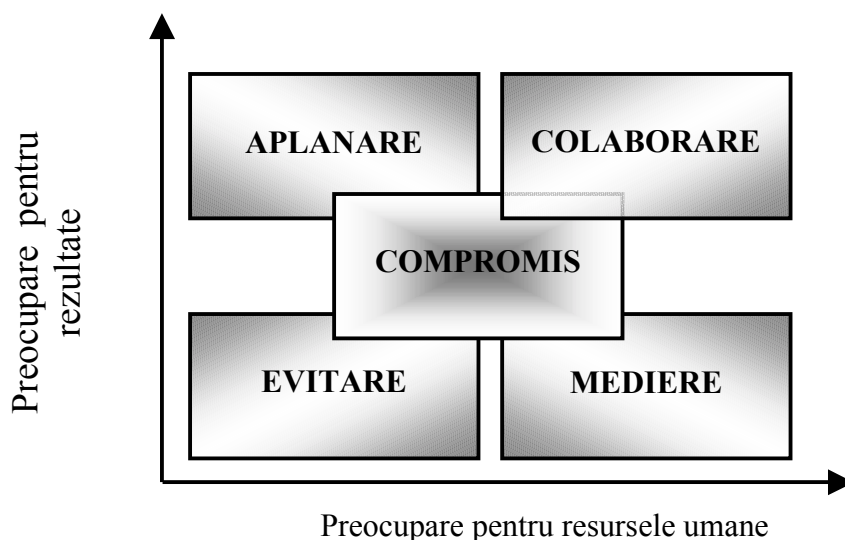 Preocupare pentru
rezultate
APLANARE
COLABORARE
COMPROMIS
EVITARE
MEDIERE
Preocupare pentru resursele umane